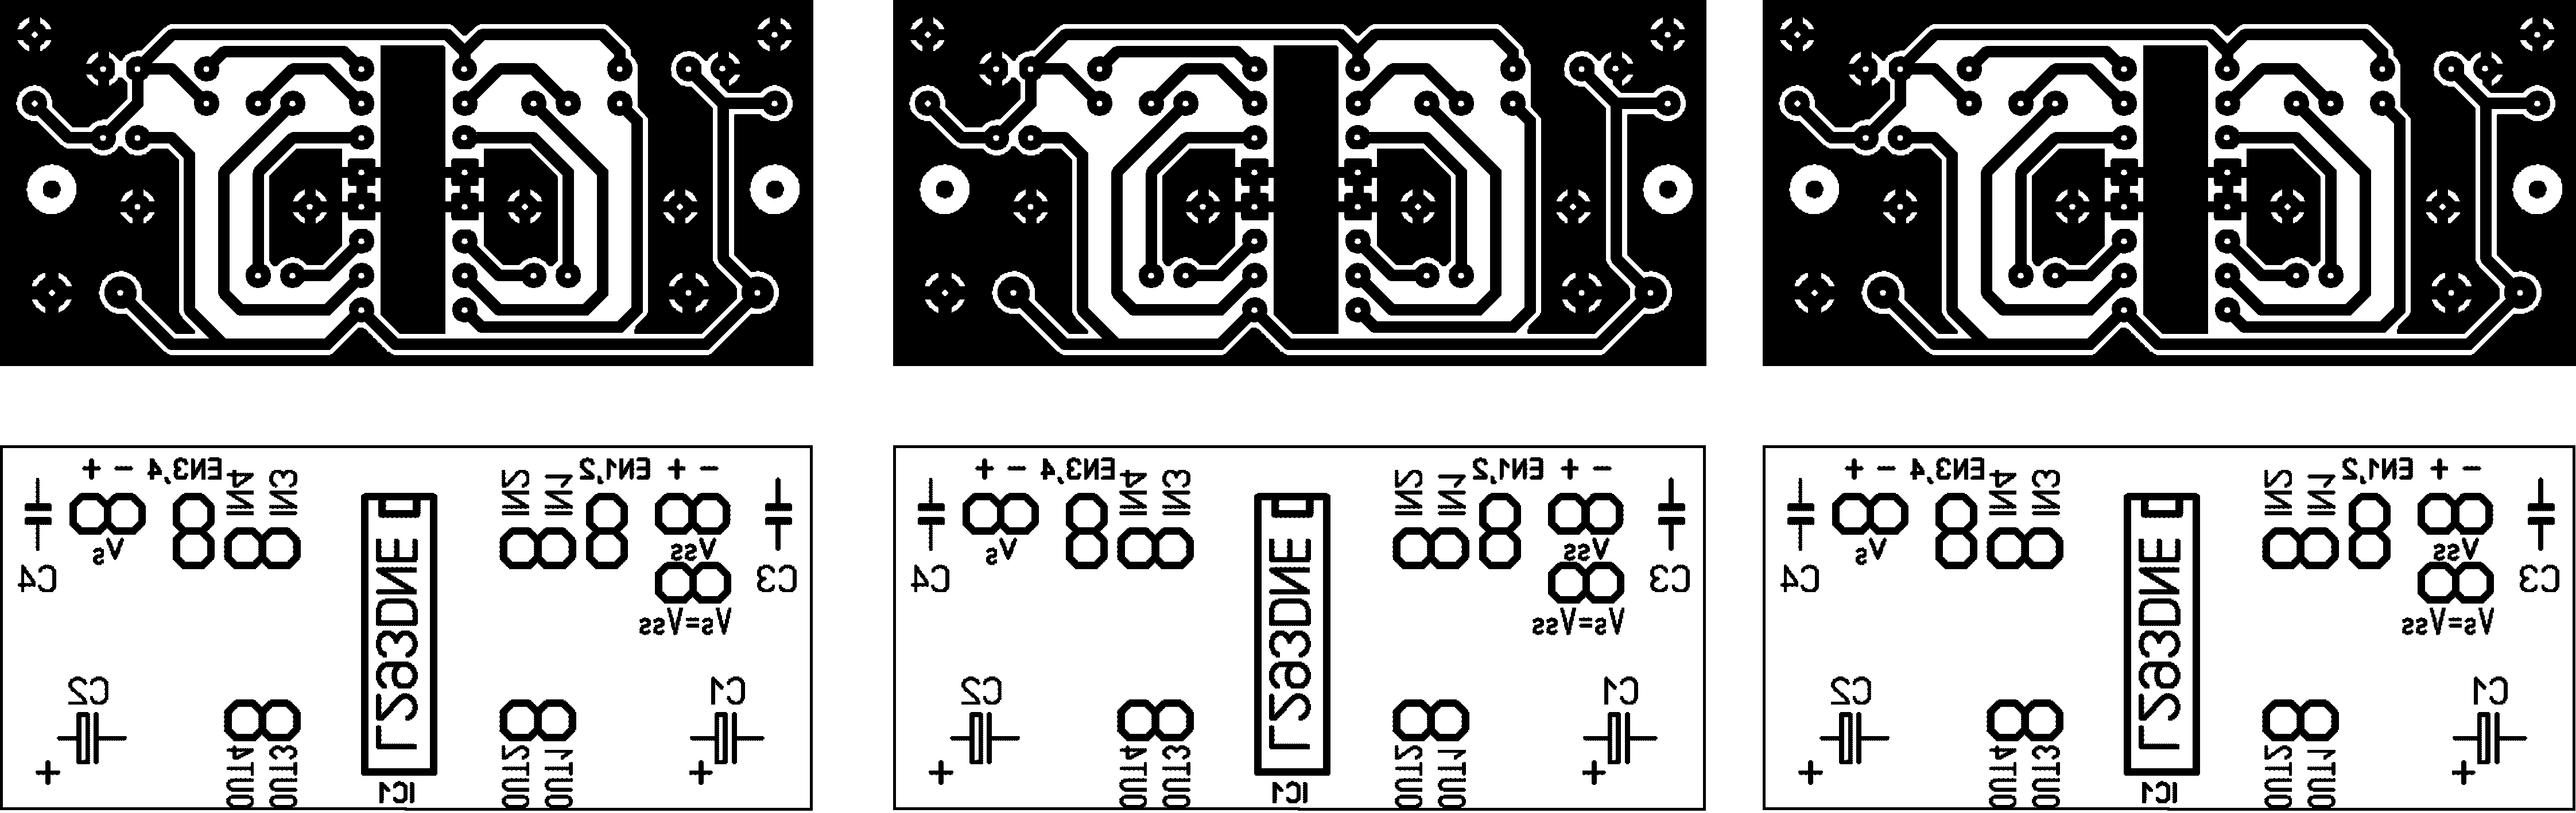 + - EN3,4 IN4 IN3 IN2 IN1 EN1,2 + -
Vs Vss
C4 L293DNE C3
Vs=Vss
C2 C1
+ +
OUT4 OUT3 IC1 OUT2 OUT1
+ - EN3,4 IN4 IN3 IN2 IN1 EN1,2 + -
Vs Vss
C4 L293DNE C3
Vs=Vss
C2 C1
+ +
OUT4 OUT3 IC1 OUT2 OUT1
+ - EN3,4 IN4 IN3 IN2 IN1 EN1,2 + -
Vs Vss
C4 L293DNE C3
Vs=Vss
C2 C1
+ +
OUT4 OUT3 IC1 OUT2 OUT1